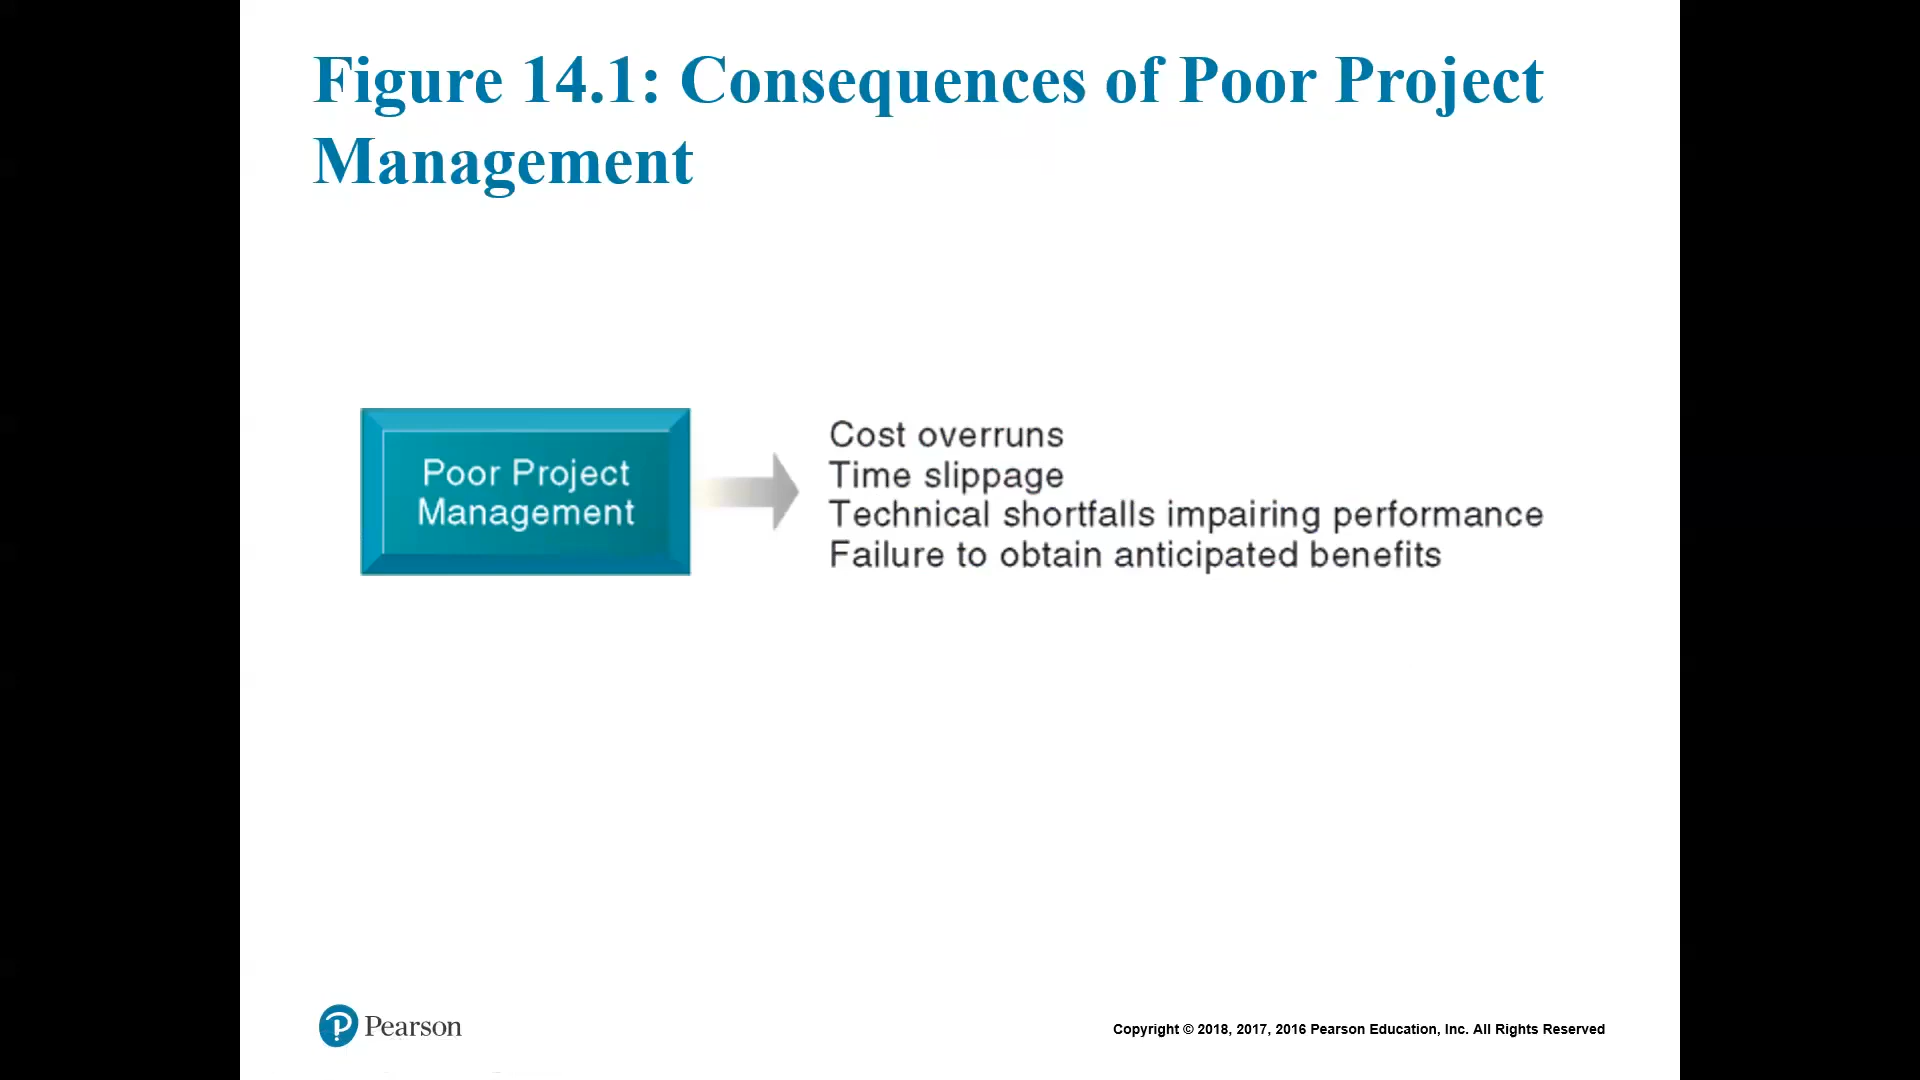 Figure 14.1: Consequences of Poor Project
Management
Poor Project
Management
Cost overruns
Time slippage
Technical shortfalls impairing performance
Failure to obtain anticipated benefits
Pearson
Copyright © 2018, 2017, 2016 Pearson Education, Inc. All Rights Reserved